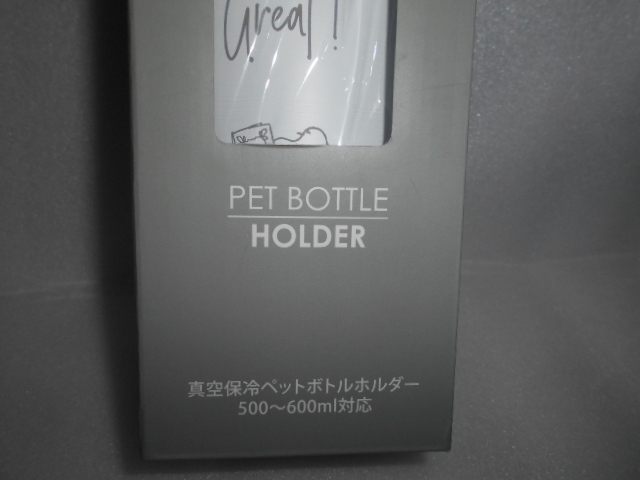 Great!
PET BOTTLE
HOLDER
真空保冷ペットボトルホルダー
500～600ml対応